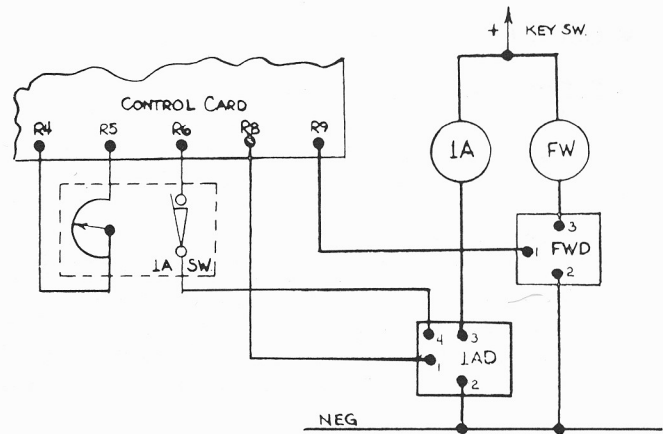 + KEY SW.
CONTROL CARD
R4 R5 R6 R8 R9
1A FW
3
1 FWD
2
1A SW.
4 3
1 1AD
2
NEG